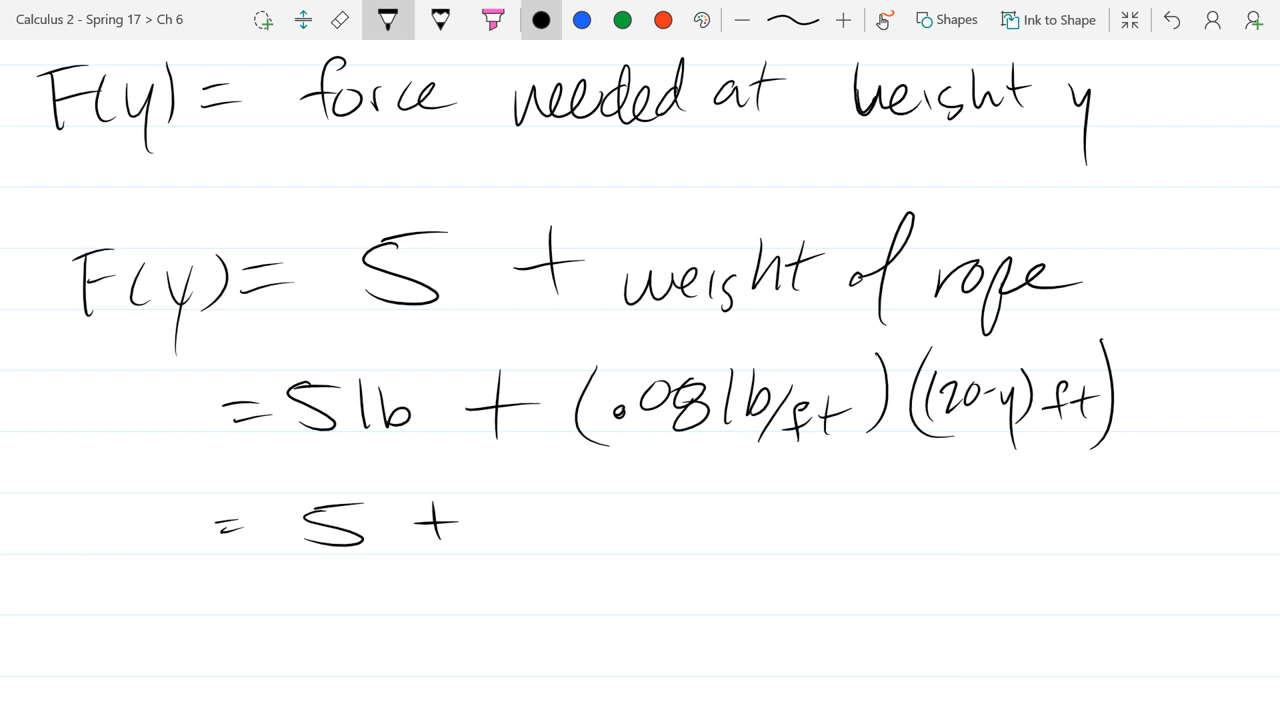 Calculus 2 - Spring 17 > Ch 6 Shapes Ink to Shape
F(y) = force needed at height y
F(y) = 5 + weight of rope
= 5 lb + (.08 lb/ft)((20-y) ft)
= 5 +